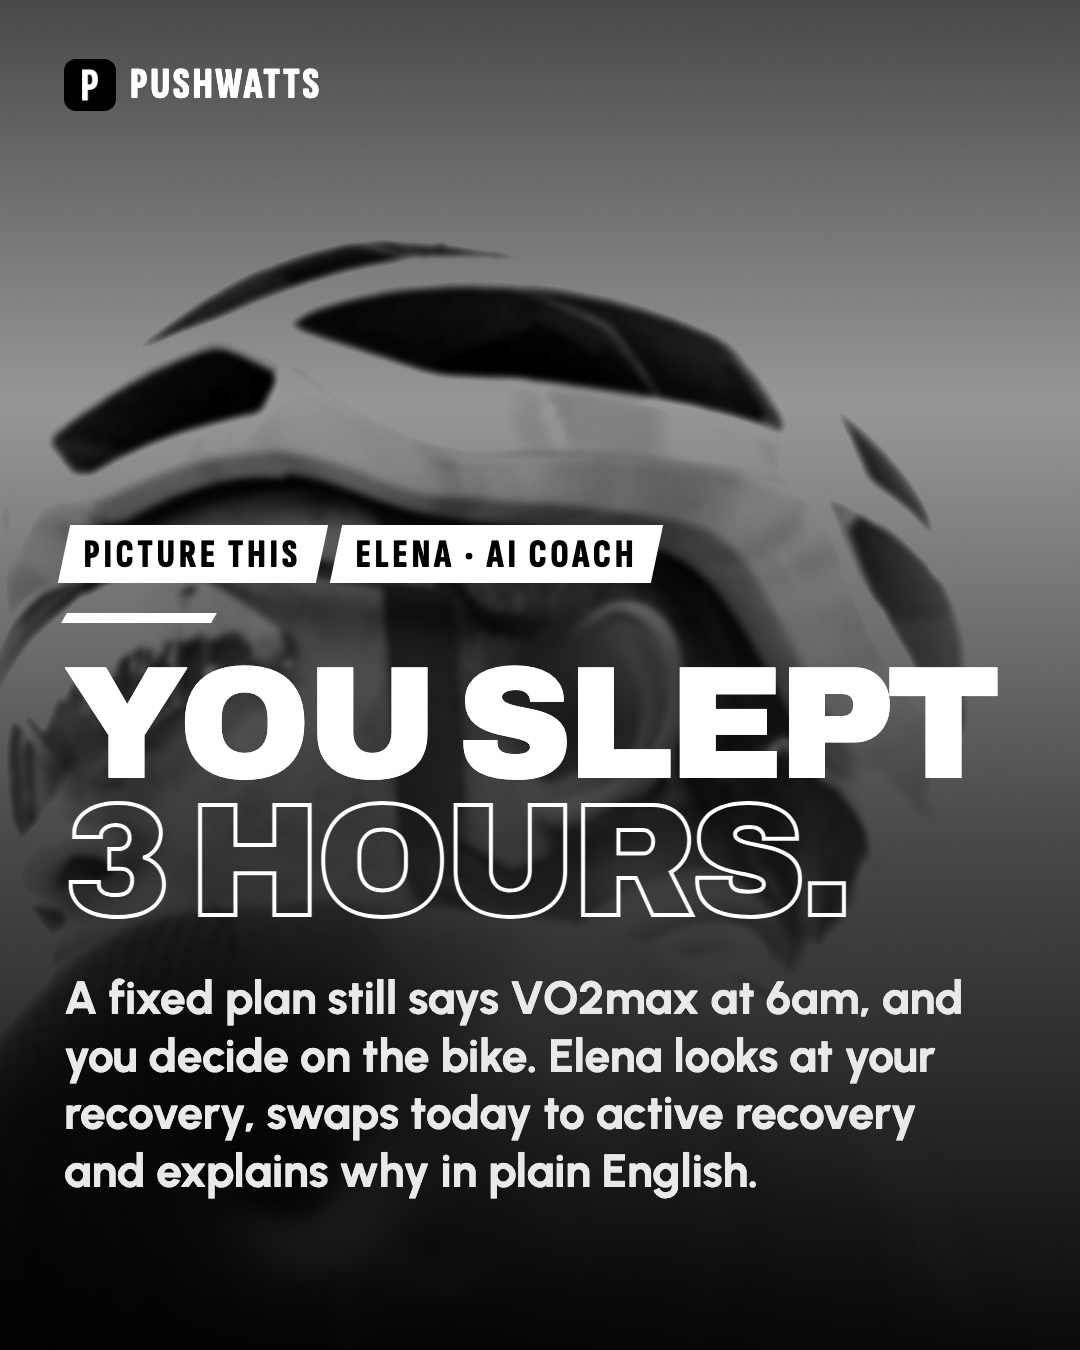 P PUSHWATTS
PICTURE THIS ELENA · AI COACH
YOU SLEPT
3 HOURS.
A fixed plan still says VO2max at 6am, and
you decide on the bike. Elena looks at your
recovery, swaps today to active recovery
and explains why in plain English.